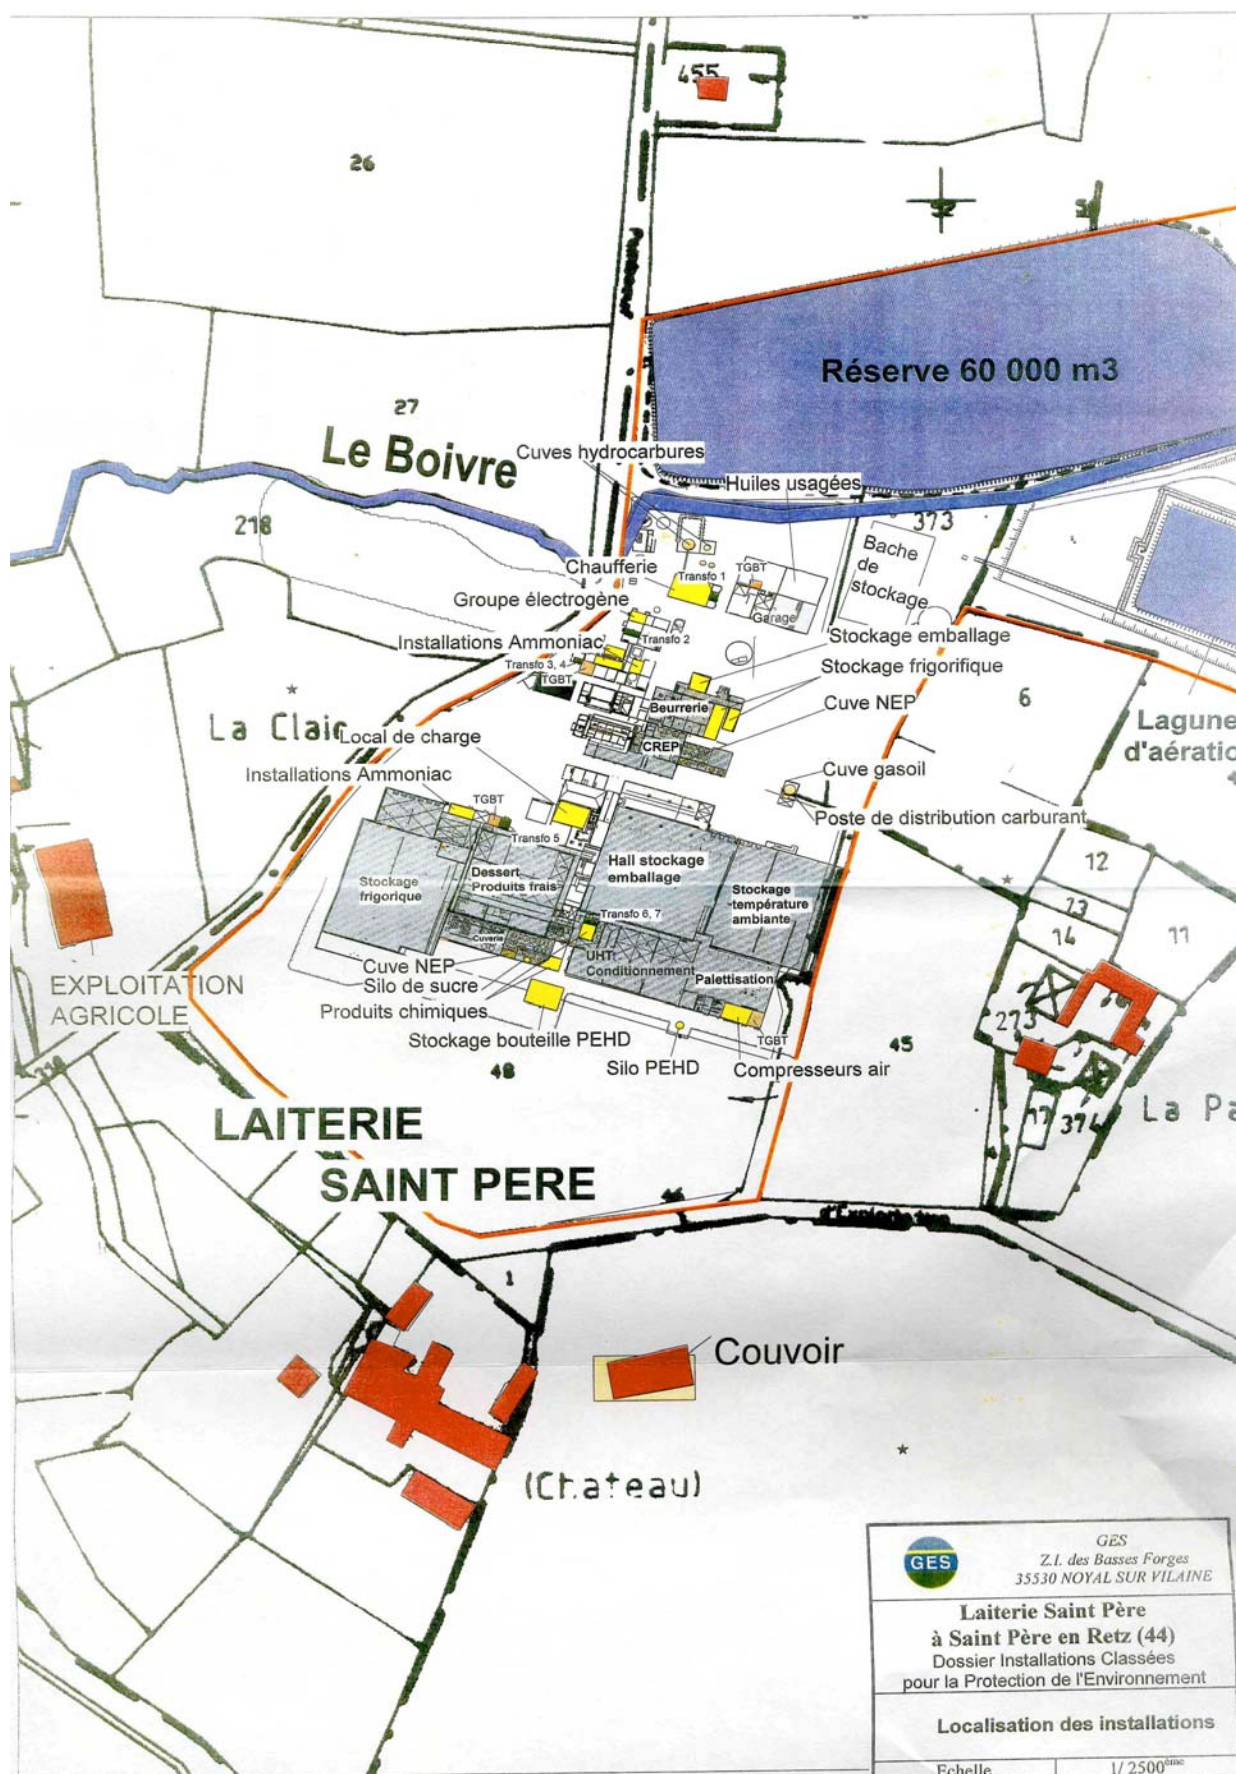 455
26
Réserve 60 000 m3
27
Le Boivre
Cuves hydrocarbures
Huiles usagées
218
373
Bache
de
stockage
Chaufferie
Transfo 1
TGBT
Garage
Groupe électrogène
Transfo 2
Stockage emballage
Installations Ammoniac
Transfo 3, 4
TGBT
Stockage frigorifique
6
Beurrerie
Cuve NEP
Lagune
d'aératio
La Clair
Local de charge
CREP
Installations Ammoniac
Cuve gasoil
TGBT
Transfo 5
Poste de distribution carburant
12
Hall stockage
emballage
Dessert
Produits frais
Stockage
frigorique
Stockage
température
ambiante
13
14
11
Transfo 6, 7
Cuverie
UHT
Conditionnement
Cuve NEP
Silo de sucre
Palettisation
EXPLOITATION
AGRICOLE
Produits chimiques
273
Stockage bouteille PEHD
TGBT
45
48
Silo PEHD
Compresseurs air
La Pa
17
374
LAITERIE
SAINT PERE
46
1
Couvoir
(Chateau)
GES
GES
Z.I. des Basses Forges
35530 NOYAL SUR VILAINE
Laiterie Saint Père
à Saint Père en Retz (44)
Dossier Installations Classées
pour la Protection de l'Environnement
Localisation des installations
Echelle 1/ 2500ème